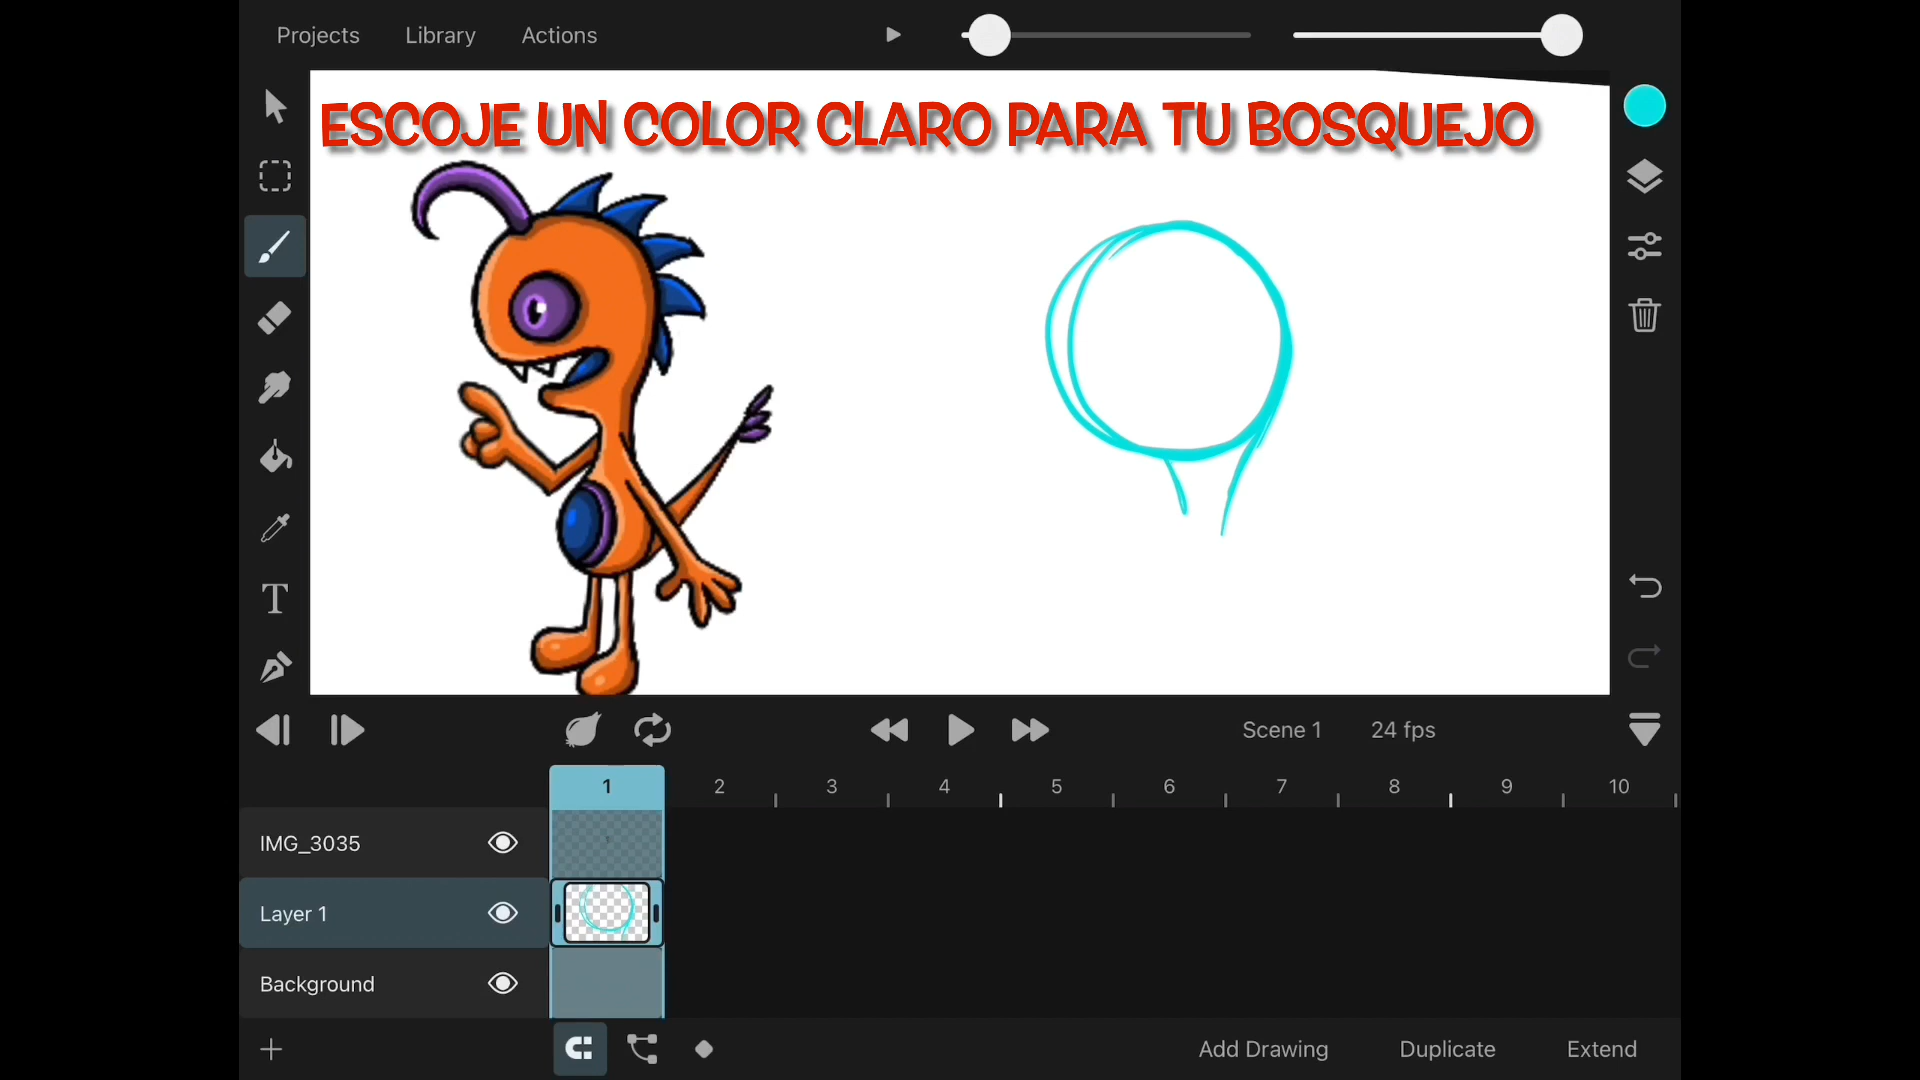 Projects Library Actions
ESCOJE UN COLOR CLARO PARA TU BOSQUEJO
T
Scene 1 24 fps
1 2 3 4 5 6 7 8 9 10
IMG_3035
Layer 1
Background
Add Drawing Duplicate Extend